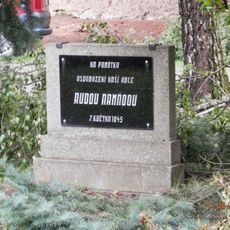 NA PAMÁTKU
OSVOBOZENÍ NAŠÍ OBCE
RUDOU ARMÁDOU
7. KVĚTNA 1945